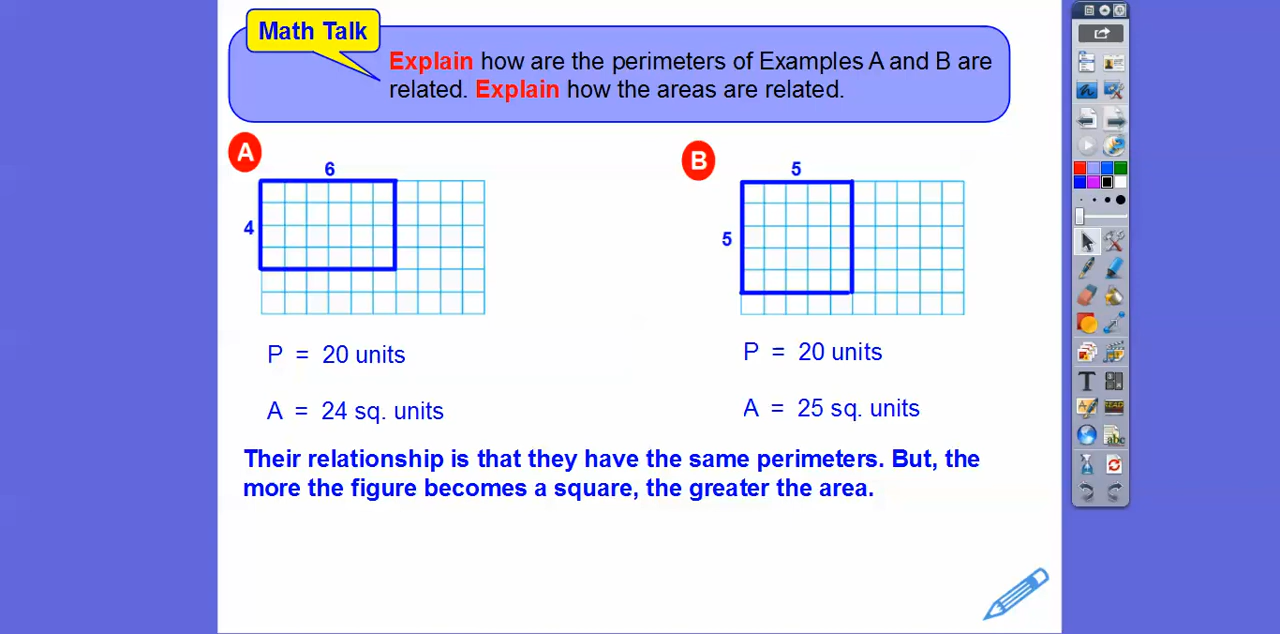 Math Talk
Explain how are the perimeters of Examples A and B are
related. Explain how the areas are related.
A
6
4
P = 20 units
A = 24 sq. units
B
5
5
P = 20 units
A = 25 sq. units
Their relationship is that they have the same perimeters. But, the
more the figure becomes a square, the greater the area.